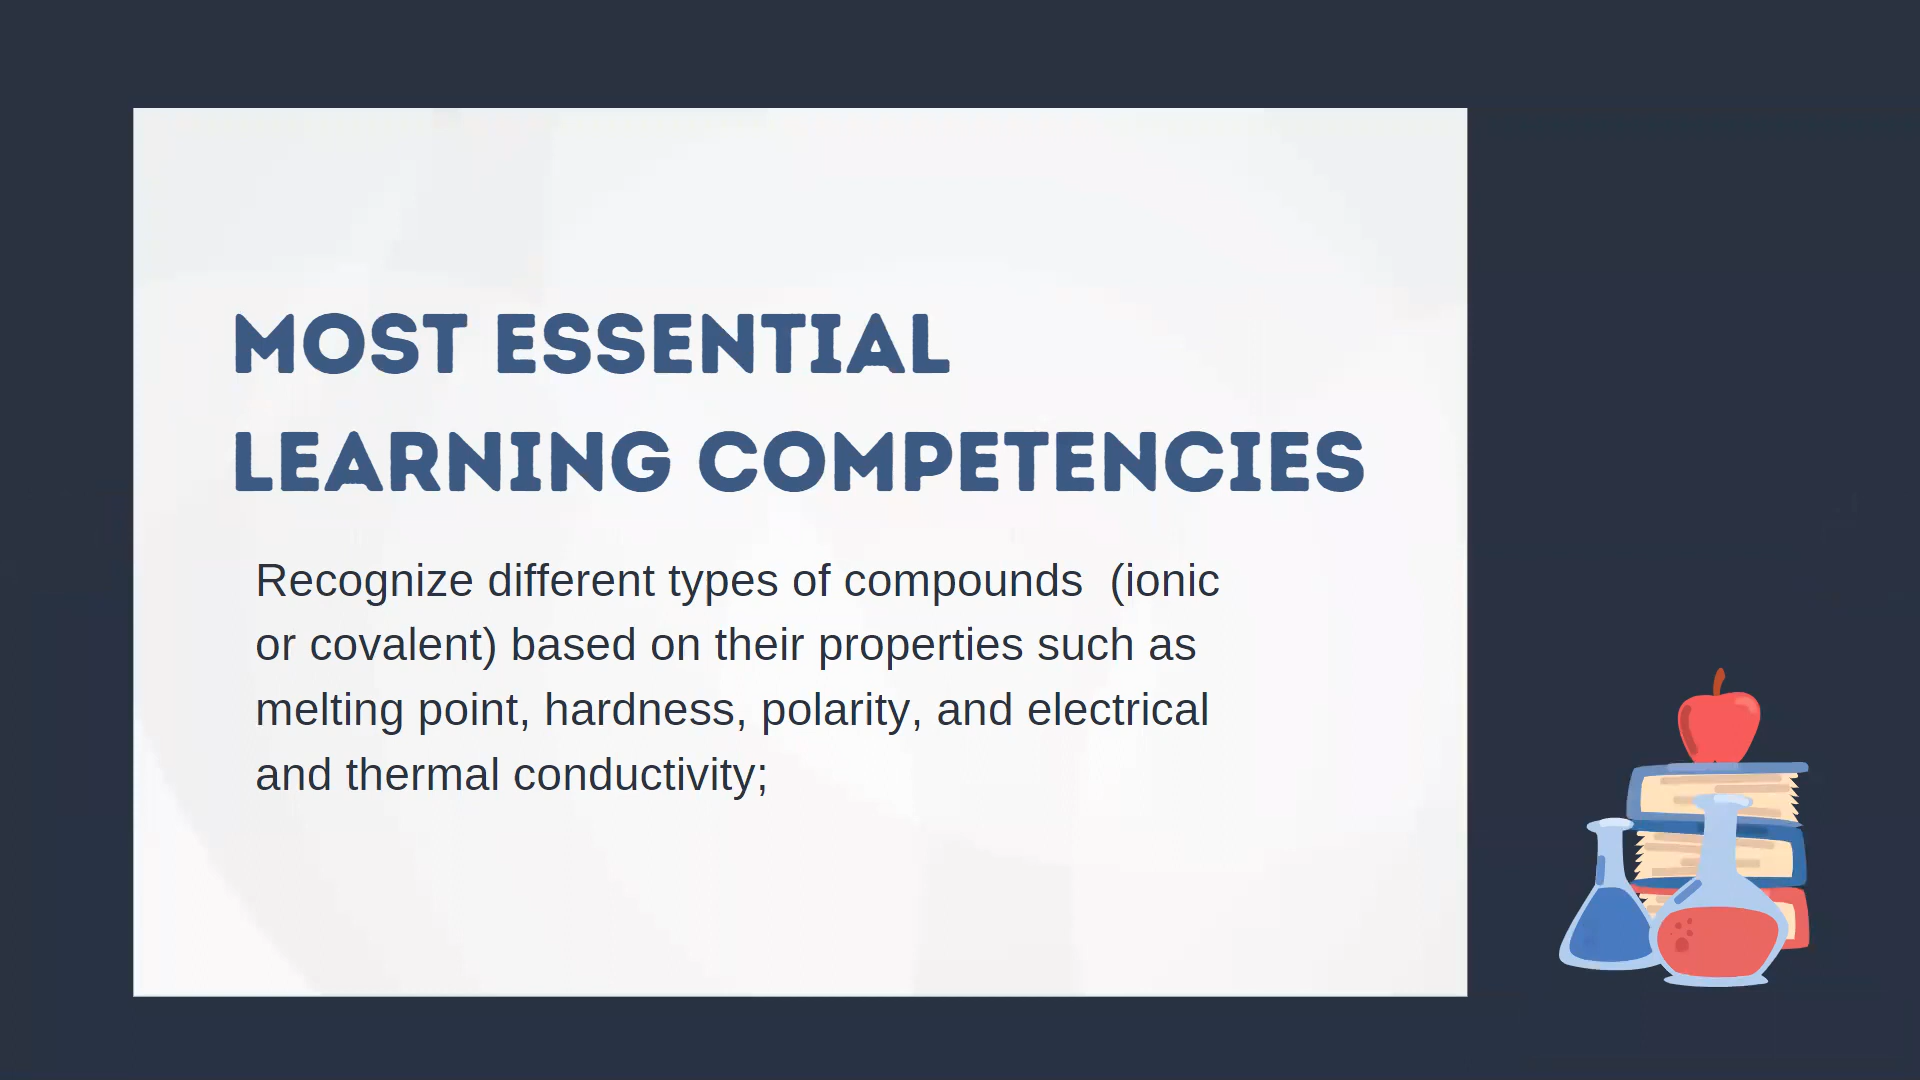 MOST ESSENTIAL
LEARNING COMPETENCIES
Recognize different types of compounds  (ionic
or covalent) based on their properties such as
melting point, hardness, polarity, and electrical
and thermal conductivity;